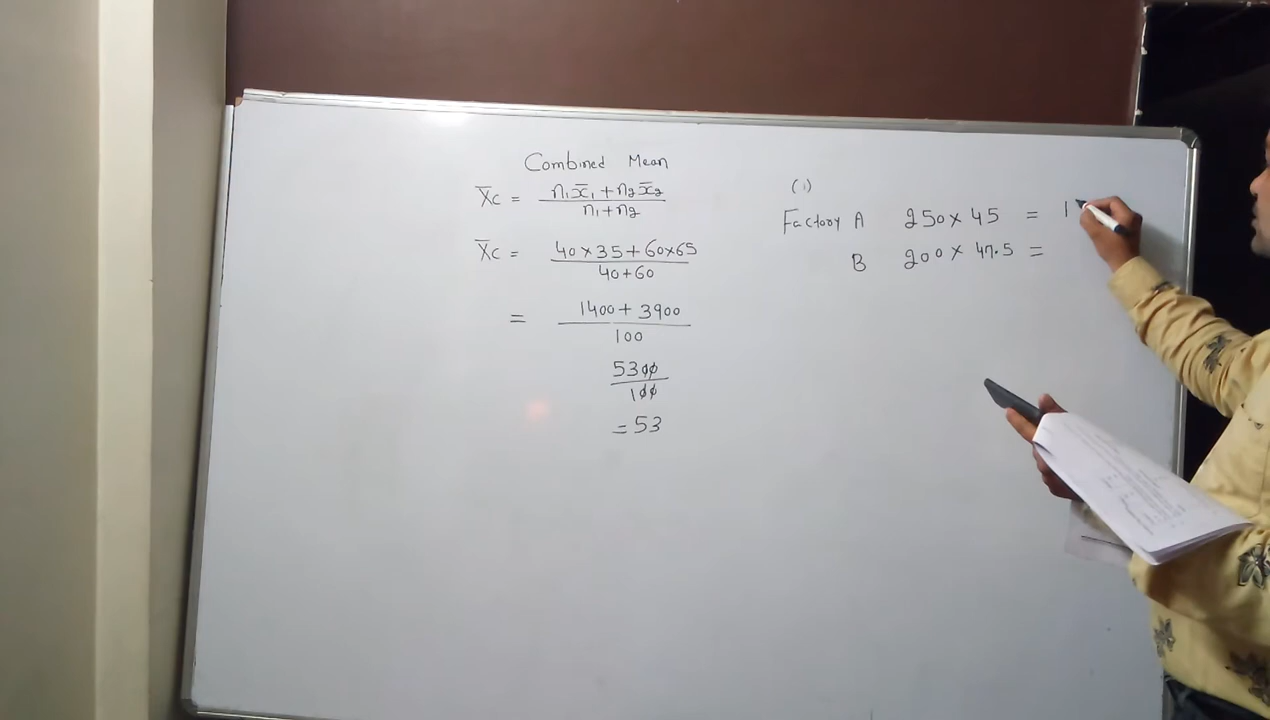 Combined Mean
X̄c = n₁x̄₁ + n₂x̄₂ / n₁+n₂
X̄c = 40×35+60×65 / 40+60
= 1400+3900 / 100
5300 / 100
= 53
(i)
Factory A 250 × 45 = 1
B 200 × 47.5 =